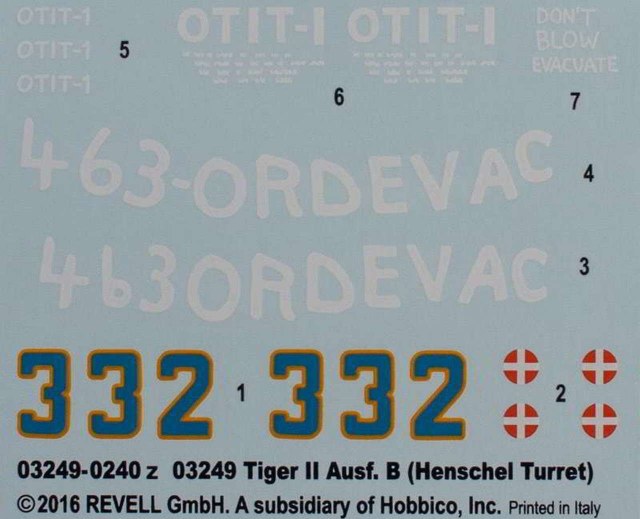 OTIT-1
OTIT-1
OTIT-1
5
OTIT-1 OTIT-1
6
DON'T
BLOW
EVACUATE
7
463-ORDEVAC
4
463ORDEVAC
3
332
1
332
2
03249-0240 z 03249 Tiger II Ausf. B (Henschel Turret)
©2016 REVELL GmbH. A subsidiary of Hobbico, Inc. Printed in Italy